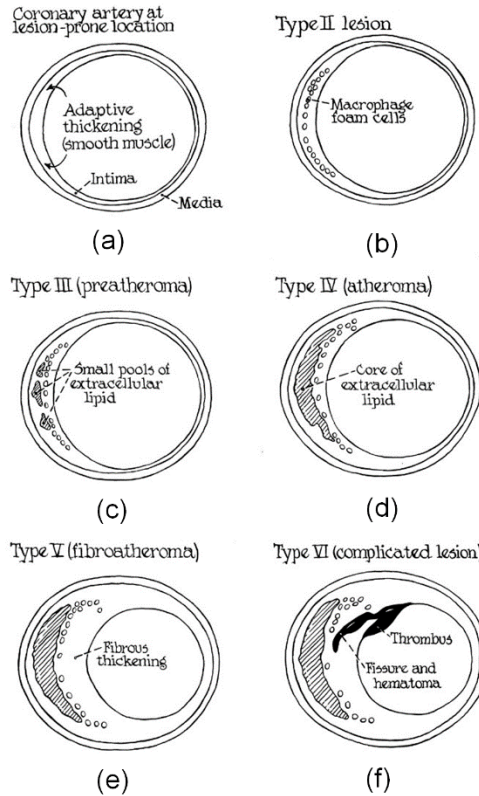 Coronary artery at
lesion-prone location
Adaptive
thickening
(smooth muscle)
Intima
Media
(a)
Type II lesion
Macrophage
foam cells
(b)
Type III (preatheroma)
Small pools of
extracellular
lipid
(c)
Type IV (atheroma)
Core of
extracellular
lipid
(d)
Type V (fibroatheroma)
Fibrous
thickening
(e)
Type VI (complicated lesion)
Thrombus
Fissure and
hematoma
(f)